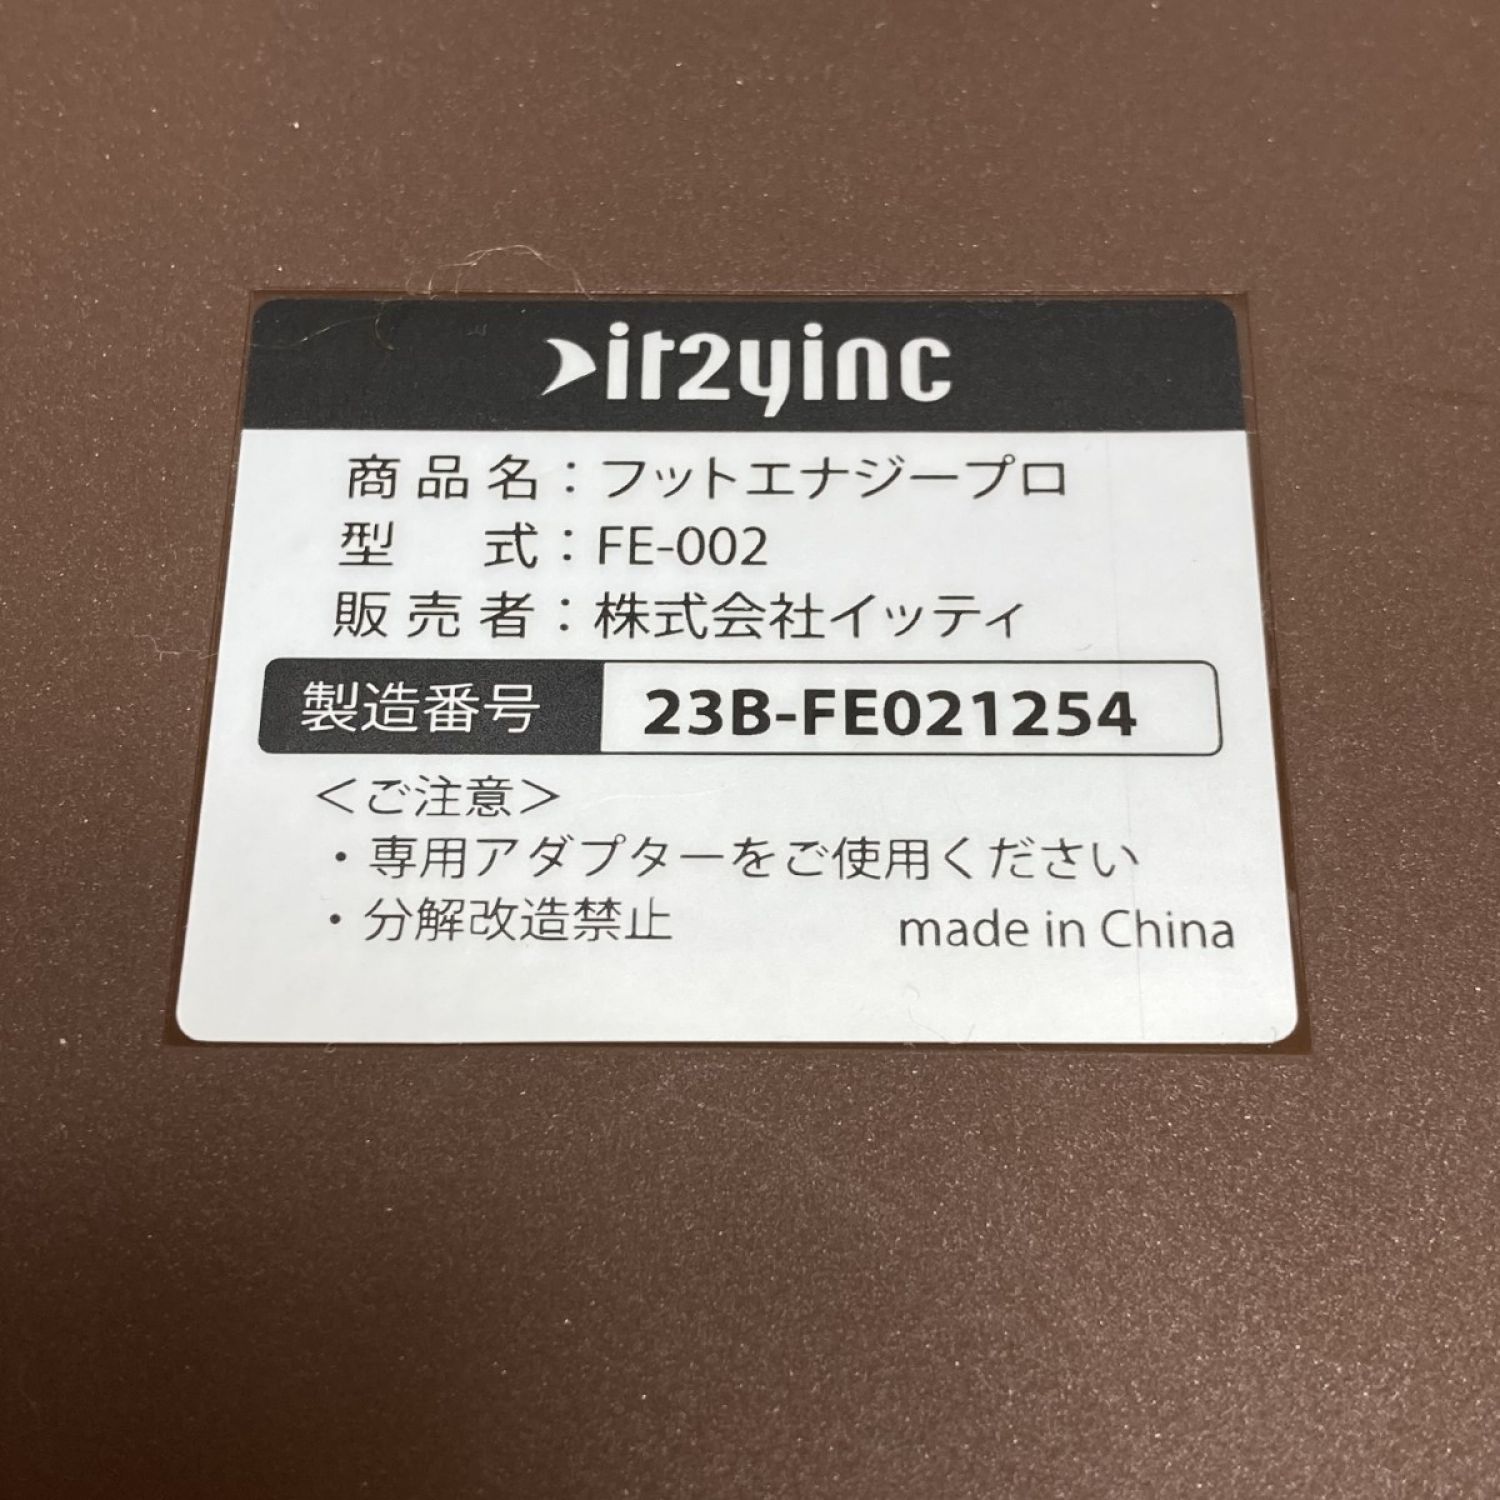 it2yinc
商品名：フットエナジープロ
型式：FE-002
販売者：株式会社イッティ
製造番号 23B-FE021254
＜ご注意＞
・専用アダプターをご使用ください
・分解改造禁止 made in China